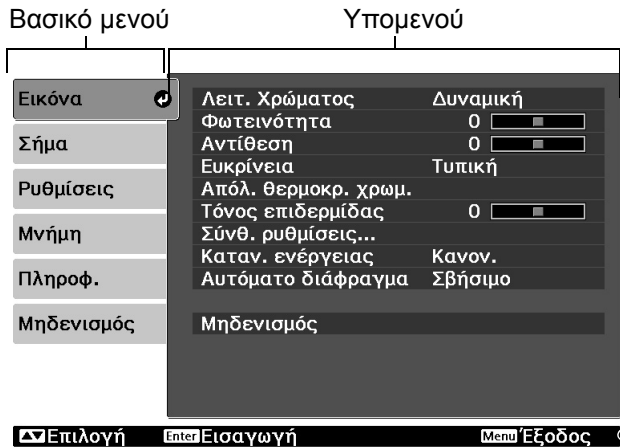 Βασικό μενού Υπομενού
Εικόνα
Σήμα
Ρυθμίσεις
Μνήμη
Πληροφ.
Μηδενισμός
Λειτ. Χρώματος Δυναμική
Φωτεινότητα 0
Αντίθεση 0
Ευκρίνεια Τυπική
Απόλ. θερμοκρ. χρωμ.
Τόνος επιδερμίδας 0
Σύνθ. ρυθμίσεις...
Καταν. ενέργειας Κανον.
Αυτόματο διάφραγμα Σβήσιμο
Μηδενισμός
Επιλογή Enter Εισαγωγή Menu Έξοδος